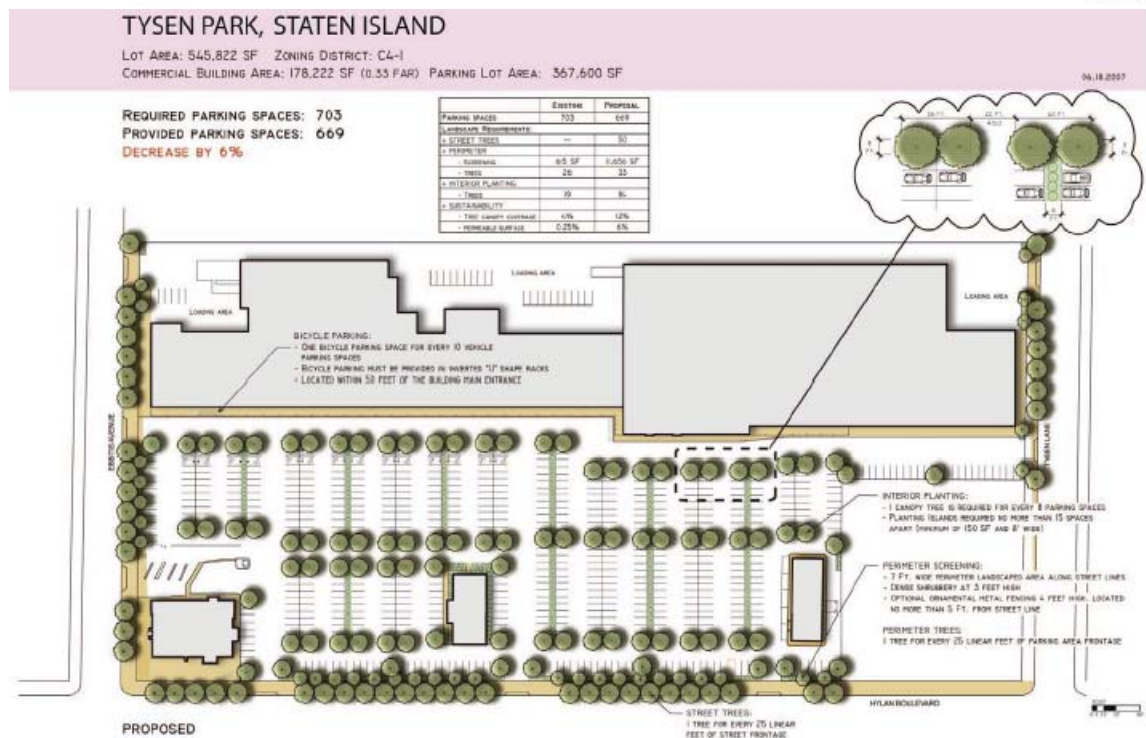 TYSEN PARK, STATEN ISLAND
LOT AREA: 545,822 SF ZONING DISTRICT: C4-1
COMMERCIAL BUILDING AREA: 178,222 SF (0.33 FAR) PARKING LOT AREA: 367,600 SF
06.18.2007
REQUIRED PARKING SPACES: 703
PROVIDED PARKING SPACES: 669
DECREASE BY 6%
EXISTING PROPOSAL
PARKING SPACES 703 669
LANDSCAPE REQUIREMENTS:
STREET TREES -- 50
PERIMETER
- SCREENING
- TREES 26 33
INTERIOR PLANTING
- TREES
SUSTAINABILITY
- TREE CANOPY COVERAGE 12%
- PERMEABLE SURFACE 0.25% 6%
LOADING AREA
LOADING AREA
LOADING AREA
BICYCLE PARKING:
- ONE BICYCLE PARKING SPACE FOR EVERY 10 VEHICLE
PARKING SPACES
- BICYCLE PARKING MUST BE PROVIDED IN INVERTED "U" SHAPE RACKS
- LOCATED WITHIN 50 FEET OF THE BUILDING MAIN ENTRANCE
EBBITTS AVENUE
TYSEN LANE
INTERIOR PLANTING:
- 1 CANOPY TREE IS REQUIRED FOR EVERY 8 PARKING SPACES
- PLANTING ISLANDS REQUIRED NO MORE THAN 15 SPACES
APART (MINIMUM OF 150 SF AND 8' WIDE)
PERIMETER SCREENING:
- 7 FT. WIDE PERIMETER LANDSCAPED AREA ALONG STREET LINES
- DENSE SHRUBBERY AT 3 FEET HIGH
- OPTIONAL ORNAMENTAL METAL FENCING 4 FEET HIGH, LOCATED
NO MORE THAN 5 FT. FROM STREET LINE
PERIMETER TREES:
1 TREE FOR EVERY 25 LINEAR FEET OF PARKING AREA FRONTAGE
HYLAN BOULEVARD
STREET TREES:
1 TREE FOR EVERY 25 LINEAR
FEET OF STREET FRONTAGE
PROPOSED